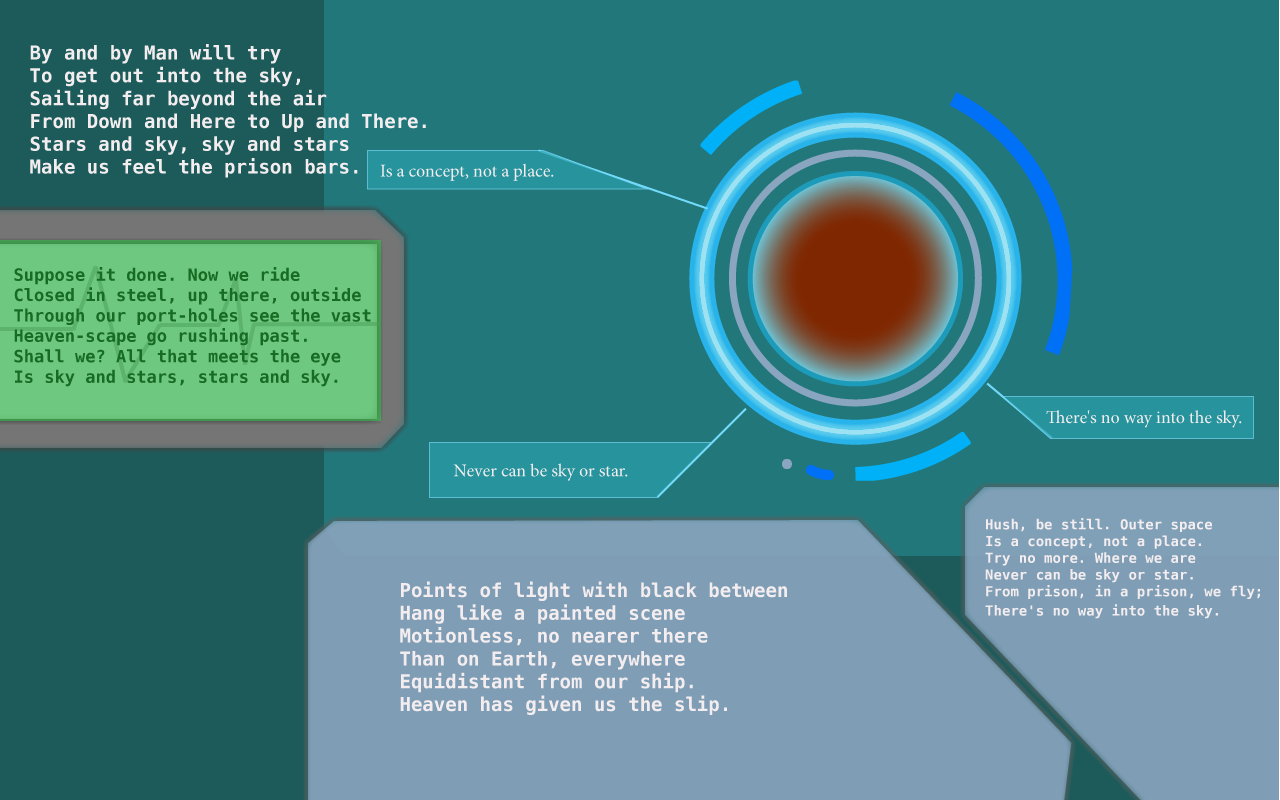 By and by Man will try
To get out into the sky,
Sailing far beyond the air
From Down and Here to Up and There.
Stars and sky, sky and stars
Make us feel the prison bars.
Is a concept, not a place.
Suppose it done. Now we ride
Closed in steel, up there, outside
Through our port-holes see the vast
Heaven-scape go rushing past.
Shall we? All that meets the eye
Is sky and stars, stars and sky.
There's no way into the sky.
Never can be sky or star.
Points of light with black between
Hang like a painted scene
Motionless, no nearer there
Than on Earth, everywhere
Equidistant from our ship.
Heaven has given us the slip.
Hush, be still. Outer space
Is a concept, not a place.
Try no more. Where we are
Never can be sky or star.
From prison, in a prison, we fly;
There's no way into the sky.